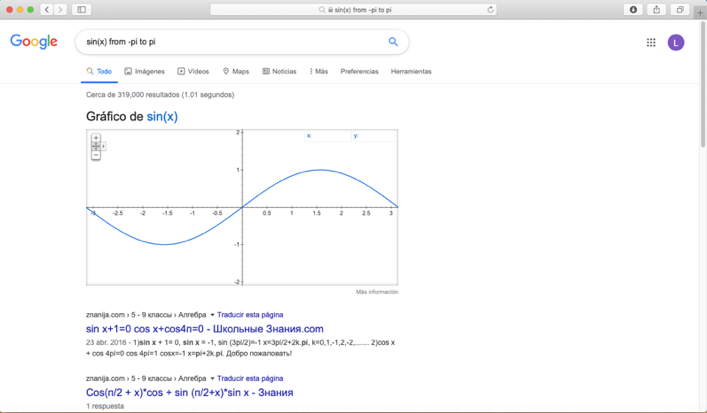 sin(x) from -pi to pi
Google
sin(x) from -pi to pi
L
Todo Imágenes Vídeos Maps Noticias Más Preferencias Herramientas
Cerca de 319,000 resultados (1.01 segundos)
Gráfico de sin(x)
x: y:
2
1
-3 -2.5 -2 -1.5 -1 -0.5 0 0.5 1 1.5 2 2.5 3
-1
-2
Más información
znanija.com › 5 - 9 классы › Алгебра Traducir esta página
sin x+1=0 cos x+cos4п=0 - Школьные Знания.com
23 abr. 2016 - 1)sin x + 1= 0, sin x = -1, sin (3pi/2)=-1 x=3pi/2+2k.pi, k=0,1,-1,2,-2,....... 2)cos x
+ cos 4pi=0 cos 4pi=1 cosx=-1 x=pi+2k.pi. Добро пожаловать!
znanija.com › 5 - 9 классы › Алгебра Traducir esta página
Cos(п/2 + x)*cos + sin (п/2+x)*sin x - Знания
1 respuesta